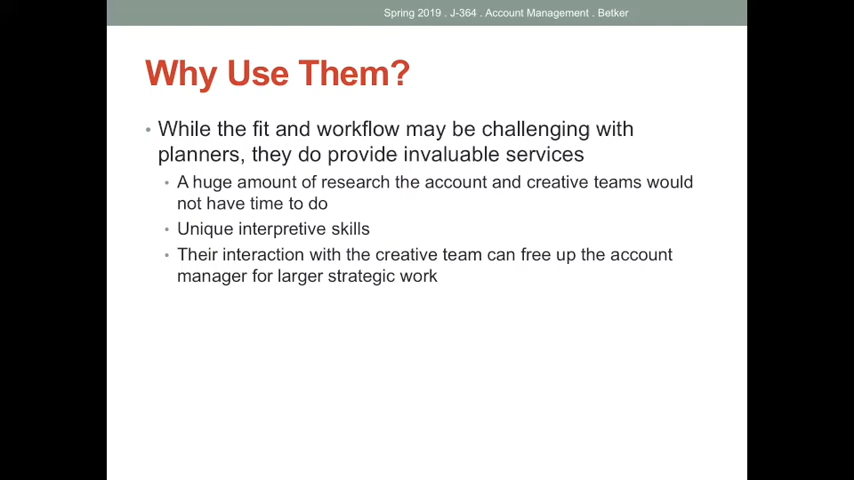 Spring 2019 . J-364 . Account Management . Betker
Why Use Them?
• While the fit and workflow may be challenging with
planners, they do provide invaluable services
• A huge amount of research the account and creative teams would
not have time to do
• Unique interpretive skills
• Their interaction with the creative team can free up the account
manager for larger strategic work